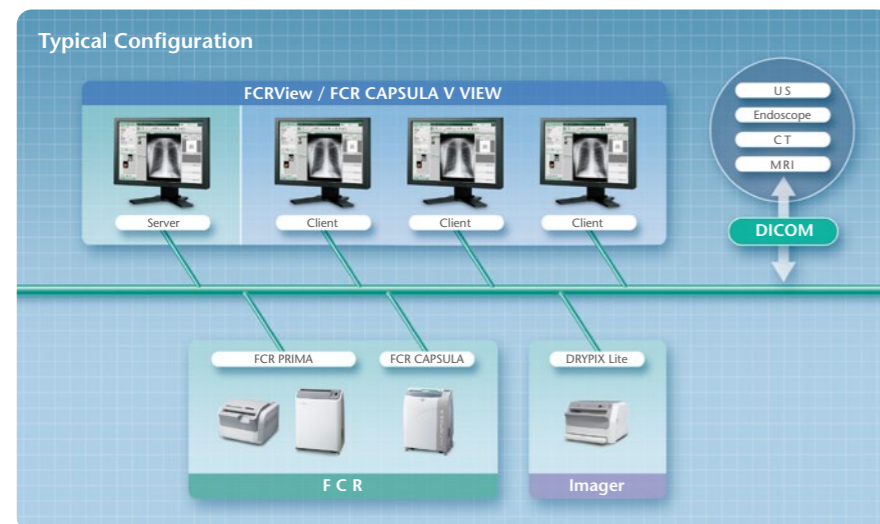 Typical Configuration
FCRView / FCR CAPSULA V VIEW
Server
Client
Client
Client
US
Endoscope
CT
MRI
DICOM
FCR PRIMA
FCR CAPSULA
DRYPIX Lite
FCR
Imager